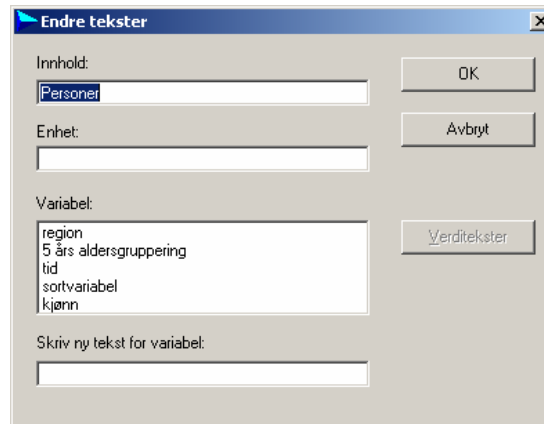 Endre tekster
Innhold:
OK
Personer
Enhet:
Avbryt
Variabel:
region
5 års aldersgruppering
tid
sortvariabel
kjønn
Verditekster
Skriv ny tekst for variabel: